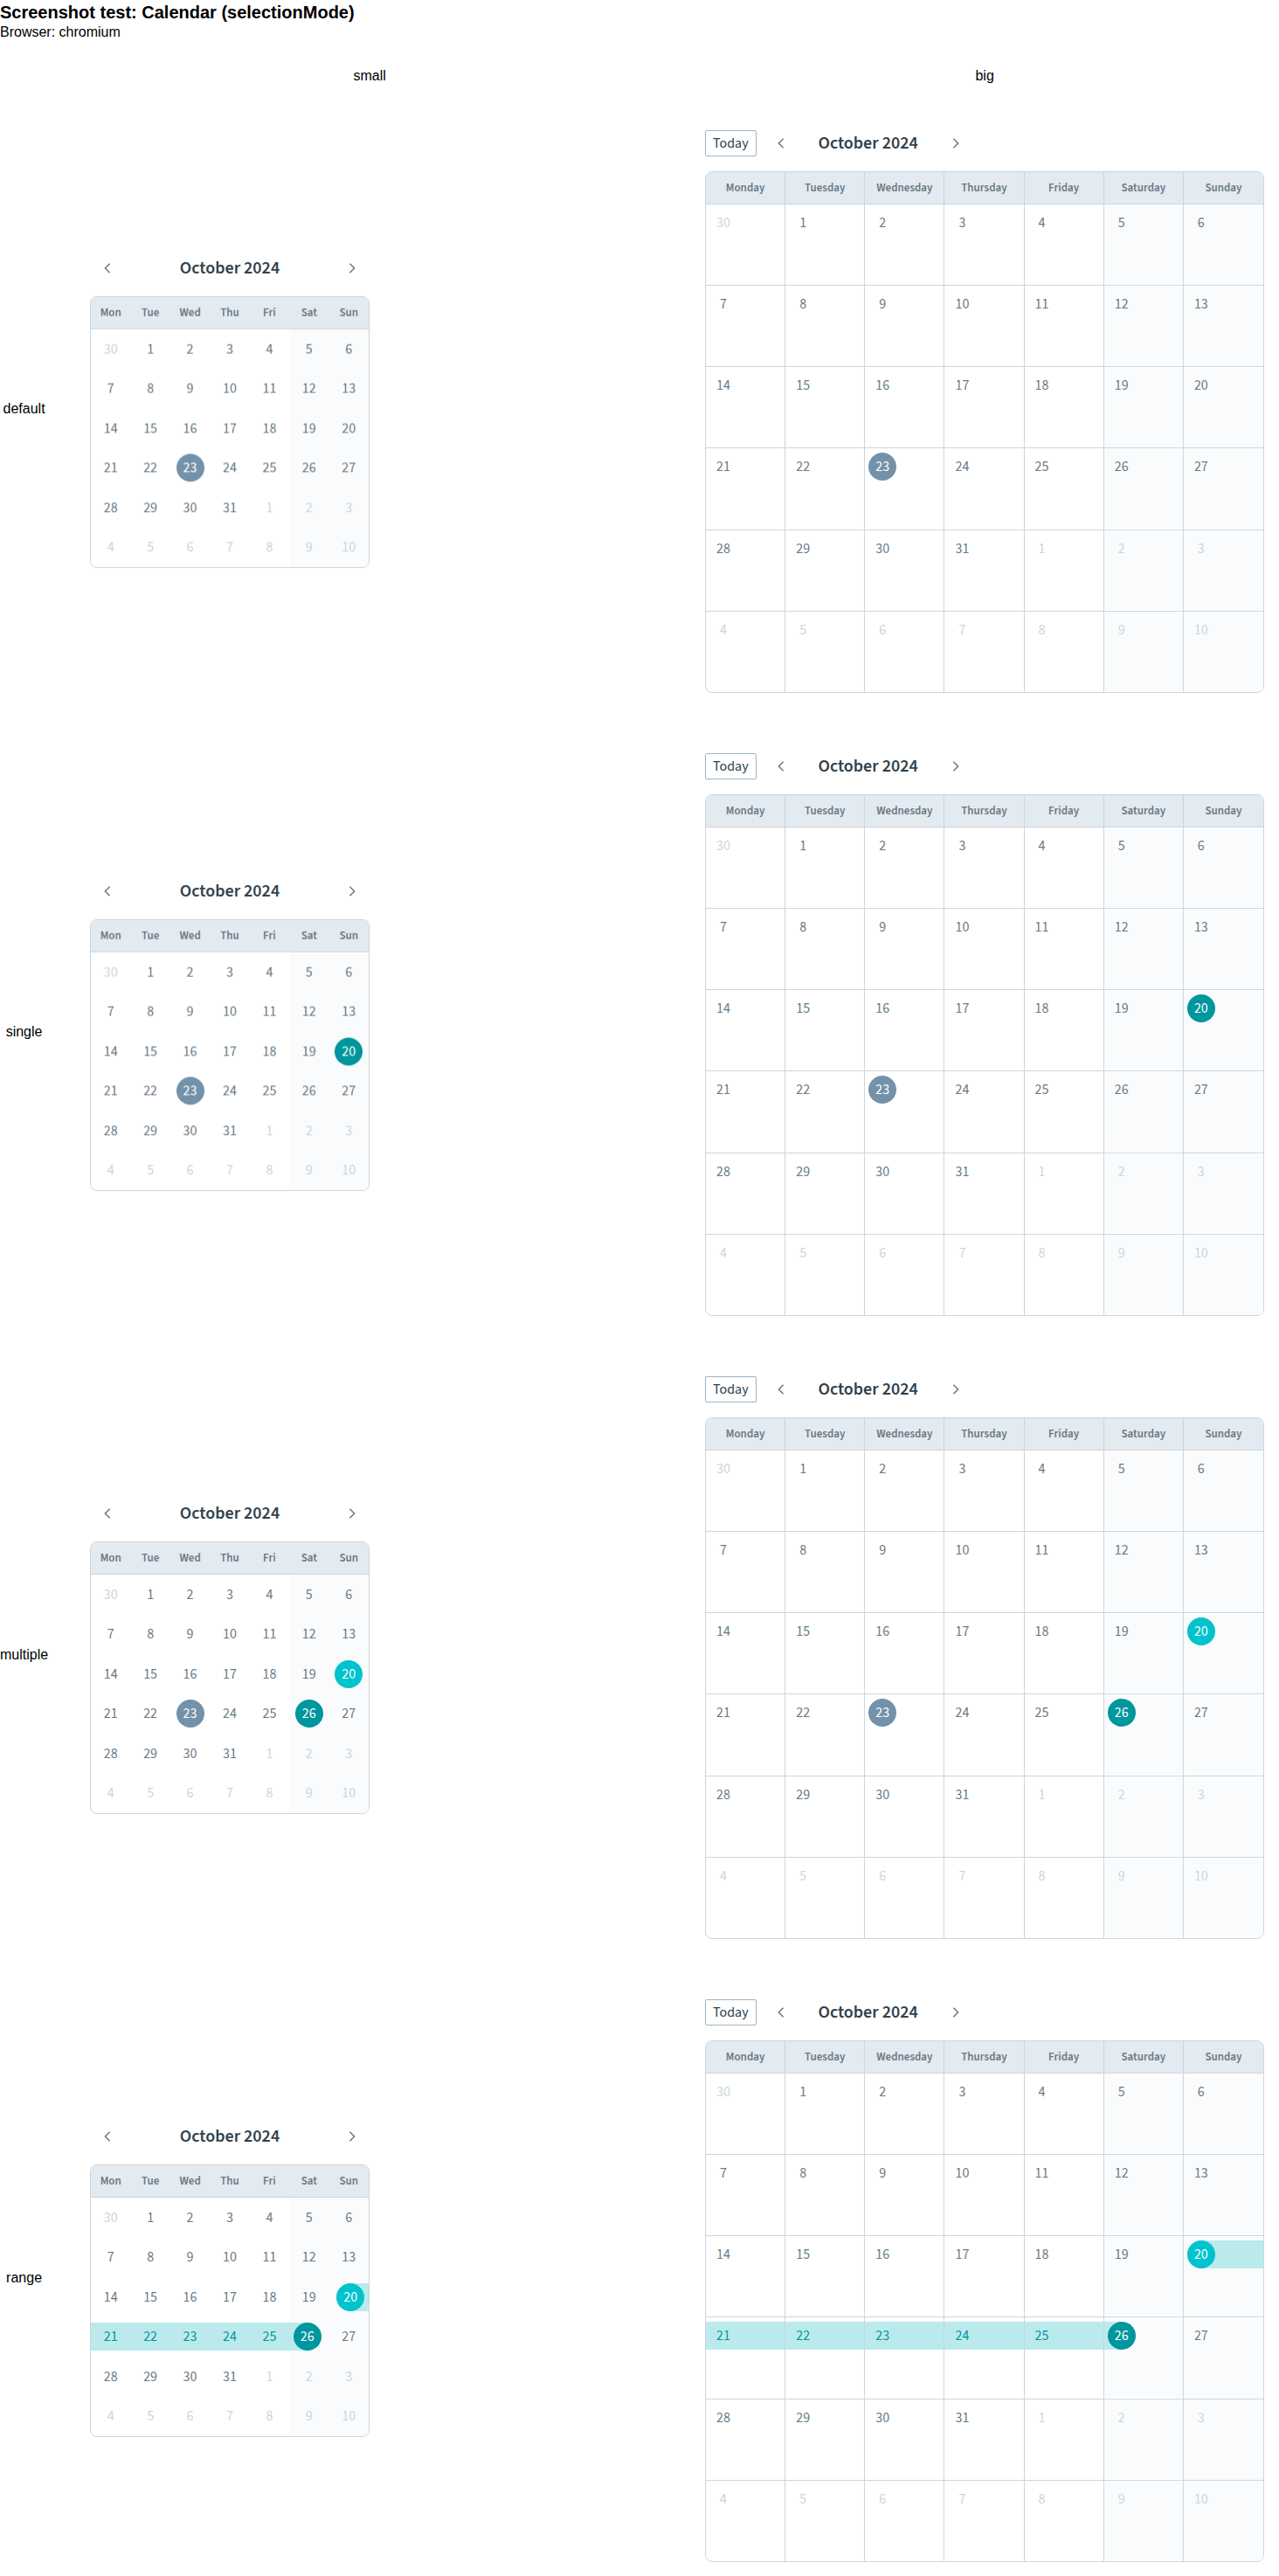 Screenshot test: Calendar (selectionMode)
Browser: chromium
small big
default
October 2024
Mon Tue Wed Thu Fri Sat Sun
30 1 2 3 4 5 6
7 8 9 10 11 12 13
14 15 16 17 18 19 20
21 22 23 24 25 26 27
28 29 30 31 1 2 3
4 5 6 7 8 9 10
Today October 2024
Monday Tuesday Wednesday Thursday Friday Saturday Sunday
30 1 2 3 4 5 6
7 8 9 10 11 12 13
14 15 16 17 18 19 20
21 22 23 24 25 26 27
28 29 30 31 1 2 3
4 5 6 7 8 9 10
single
October 2024
Mon Tue Wed Thu Fri Sat Sun
30 1 2 3 4 5 6
7 8 9 10 11 12 13
14 15 16 17 18 19 20
21 22 23 24 25 26 27
28 29 30 31 1 2 3
4 5 6 7 8 9 10
Today October 2024
Monday Tuesday Wednesday Thursday Friday Saturday Sunday
30 1 2 3 4 5 6
7 8 9 10 11 12 13
14 15 16 17 18 19 20
21 22 23 24 25 26 27
28 29 30 31 1 2 3
4 5 6 7 8 9 10
multiple
October 2024
Mon Tue Wed Thu Fri Sat Sun
30 1 2 3 4 5 6
7 8 9 10 11 12 13
14 15 16 17 18 19 20
21 22 23 24 25 26 27
28 29 30 31 1 2 3
4 5 6 7 8 9 10
Today October 2024
Monday Tuesday Wednesday Thursday Friday Saturday Sunday
30 1 2 3 4 5 6
7 8 9 10 11 12 13
14 15 16 17 18 19 20
21 22 23 24 25 26 27
28 29 30 31 1 2 3
4 5 6 7 8 9 10
range
October 2024
Mon Tue Wed Thu Fri Sat Sun
30 1 2 3 4 5 6
7 8 9 10 11 12 13
14 15 16 17 18 19 20
21 22 23 24 25 26 27
28 29 30 31 1 2 3
4 5 6 7 8 9 10
Today October 2024
Monday Tuesday Wednesday Thursday Friday Saturday Sunday
30 1 2 3 4 5 6
7 8 9 10 11 12 13
14 15 16 17 18 19 20
21 22 23 24 25 26 27
28 29 30 31 1 2 3
4 5 6 7 8 9 10